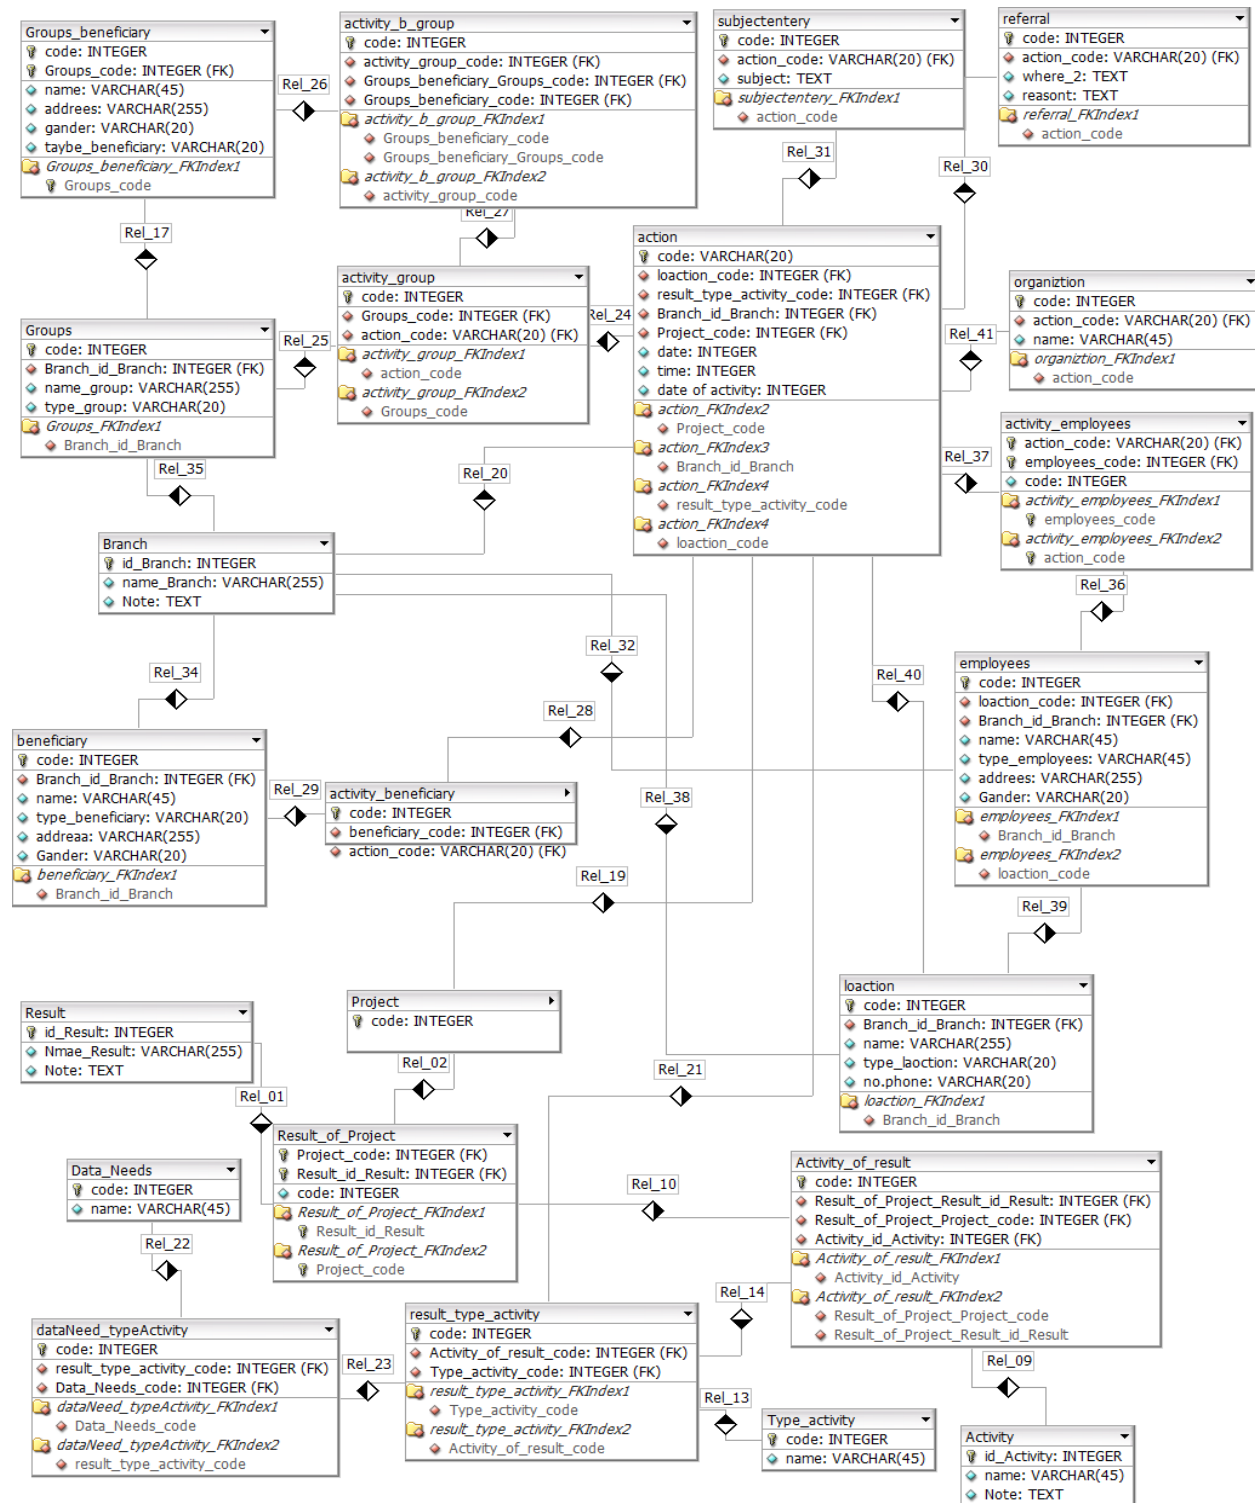 Groups_beneficiary
code: INTEGER
Groups_code: INTEGER (FK)
name: VARCHAR(45)
addrees: VARCHAR(255)
gander: VARCHAR(20)
taybe_beneficiary: VARCHAR(20)
Groups_beneficiary_FKIndex1
Groups_code
Rel_26
activity_b_group
code: INTEGER
activity_group_code: INTEGER (FK)
Groups_beneficiary_Groups_code: INTEGER (FK)
Groups_beneficiary_code: INTEGER (FK)
activity_b_group_FKIndex1
Groups_beneficiary_code
Groups_beneficiary_Groups_code
activity_b_group_FKIndex2
activity_group_code
subjectentery
code: INTEGER
action_code: VARCHAR(20) (FK)
subject: TEXT
subjectentery_FKIndex1
action_code
referral
code: INTEGER
action_code: VARCHAR(20) (FK)
where_2: TEXT
reasont: TEXT
referral_FKIndex1
action_code
Rel_31
Rel_30
Rel_17
Rel_27
activity_group
code: INTEGER
Groups_code: INTEGER (FK)
action_code: VARCHAR(20) (FK)
activity_group_FKIndex1
action_code
activity_group_FKIndex2
Groups_code
Rel_24
action
code: VARCHAR(20)
loaction_code: INTEGER (FK)
result_type_activity_code: INTEGER (FK)
Branch_id_Branch: INTEGER (FK)
Project_code: INTEGER (FK)
date: INTEGER
time: INTEGER
date of activity: INTEGER
action_FKIndex2
Project_code
action_FKIndex3
Branch_id_Branch
action_FKIndex4
result_type_activity_code
action_FKIndex4
loaction_code
organiztion
code: INTEGER
action_code: VARCHAR(20) (FK)
name: VARCHAR(45)
organiztion_FKIndex1
action_code
Rel_41
Groups
code: INTEGER
Branch_id_Branch: INTEGER (FK)
name_group: VARCHAR(255)
type_group: VARCHAR(20)
Groups_FKIndex1
Branch_id_Branch
Rel_25
activity_employees
action_code: VARCHAR(20) (FK)
employees_code: INTEGER (FK)
code: INTEGER
activity_employees_FKIndex1
employees_code
activity_employees_FKIndex2
action_code
Rel_37
Rel_35
Rel_20
Branch
id_Branch: INTEGER
name_Branch: VARCHAR(255)
Note: TEXT
Rel_36
Rel_32
Rel_34
Rel_40
employees
code: INTEGER
loaction_code: INTEGER (FK)
Branch_id_Branch: INTEGER (FK)
name: VARCHAR(45)
type_employees: VARCHAR(45)
addrees: VARCHAR(255)
Gander: VARCHAR(20)
employees_FKIndex1
Branch_id_Branch
employees_FKIndex2
loaction_code
Rel_28
beneficiary
code: INTEGER
Branch_id_Branch: INTEGER (FK)
name: VARCHAR(45)
type_beneficiary: VARCHAR(20)
addreaa: VARCHAR(255)
Gander: VARCHAR(20)
beneficiary_FKIndex1
Branch_id_Branch
Rel_29
activity_beneficiary
code: INTEGER
beneficiary_code: INTEGER (FK)
action_code: VARCHAR(20) (FK)
Rel_38
Rel_19
Rel_39
loaction
code: INTEGER
Branch_id_Branch: INTEGER (FK)
name: VARCHAR(255)
type_laoction: VARCHAR(20)
no.phone: VARCHAR(20)
loaction_FKIndex1
Branch_id_Branch
Project
code: INTEGER
Result
id_Result: INTEGER
Nmae_Result: VARCHAR(255)
Note: TEXT
Rel_02
Rel_21
Rel_01
Result_of_Project
Project_code: INTEGER (FK)
Result_id_Result: INTEGER (FK)
code: INTEGER
Result_of_Project_FKIndex1
Result_id_Result
Result_of_Project_FKIndex2
Project_code
Data_Needs
code: INTEGER
name: VARCHAR(45)
Rel_10
Activity_of_result
code: INTEGER
Result_of_Project_Result_id_Result: INTEGER (FK)
Result_of_Project_Project_code: INTEGER (FK)
Activity_id_Activity: INTEGER (FK)
Activity_of_result_FKIndex1
Activity_id_Activity
Activity_of_result_FKIndex2
Result_of_Project_Project_code
Result_of_Project_Result_id_Result
Rel_22
Rel_14
dataNeed_typeActivity
code: INTEGER
result_type_activity_code: INTEGER (FK)
Data_Needs_code: INTEGER (FK)
dataNeed_typeActivity_FKIndex1
Data_Needs_code
dataNeed_typeActivity_FKIndex2
result_type_activity_code
Rel_23
result_type_activity
code: INTEGER
Activity_of_result_code: INTEGER (FK)
Type_activity_code: INTEGER (FK)
result_type_activity_FKIndex1
Type_activity_code
result_type_activity_FKIndex2
Activity_of_result_code
Rel_09
Rel_13
Type_activity
code: INTEGER
name: VARCHAR(45)
Activity
id_Activity: INTEGER
name: VARCHAR(45)
Note: TEXT